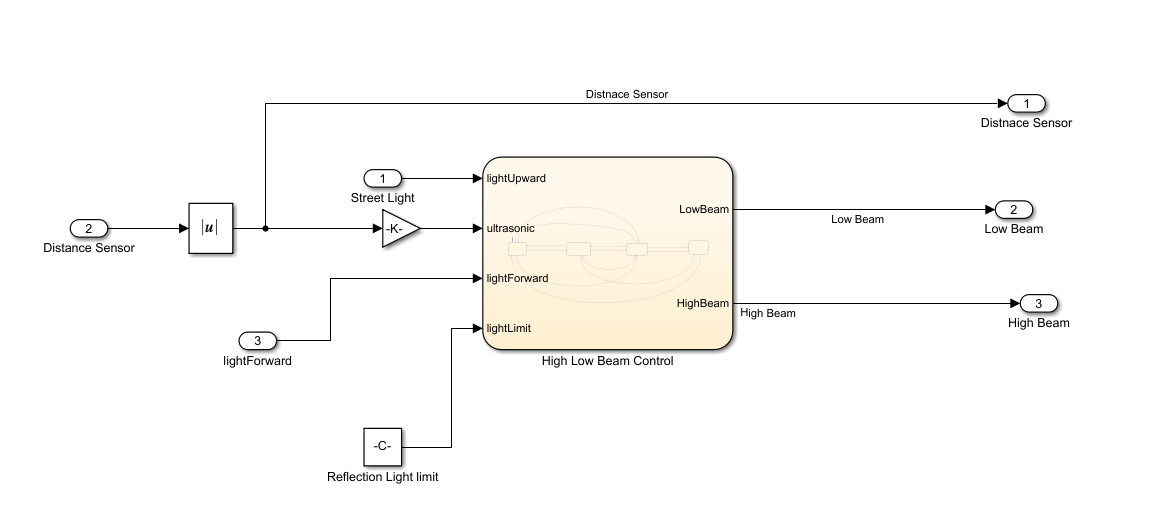 Distnace Sensor
1
Distnace Sensor
1
Street Light
lightUpward
LowBeam
2
Low Beam
Low Beam
2
Distance Sensor
|u|
-K-
ultrasonic
lightForward
HighBeam
3
High Beam
High Beam
3
lightForward
lightLimit
High Low Beam Control
-C-
Reflection Light limit